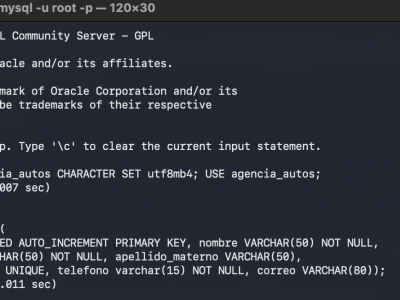 mysql -u root -p — 120×30
L Community Server - GPL
acle and/or its affiliates.
mark of Oracle Corporation and/or its
be trademarks of their respective
p. Type '\c' to clear the current input statement.
ia_autos CHARACTER SET utf8mb4; USE agencia_autos;
007 sec)
(
ED AUTO_INCREMENT PRIMARY KEY, nombre VARCHAR(50) NOT NULL,
HAR(50) NOT NULL, apellido_materno VARCHAR(50),
UNIQUE, telefono varchar(15) NOT NULL, correo VARCHAR(80));
.011 sec)